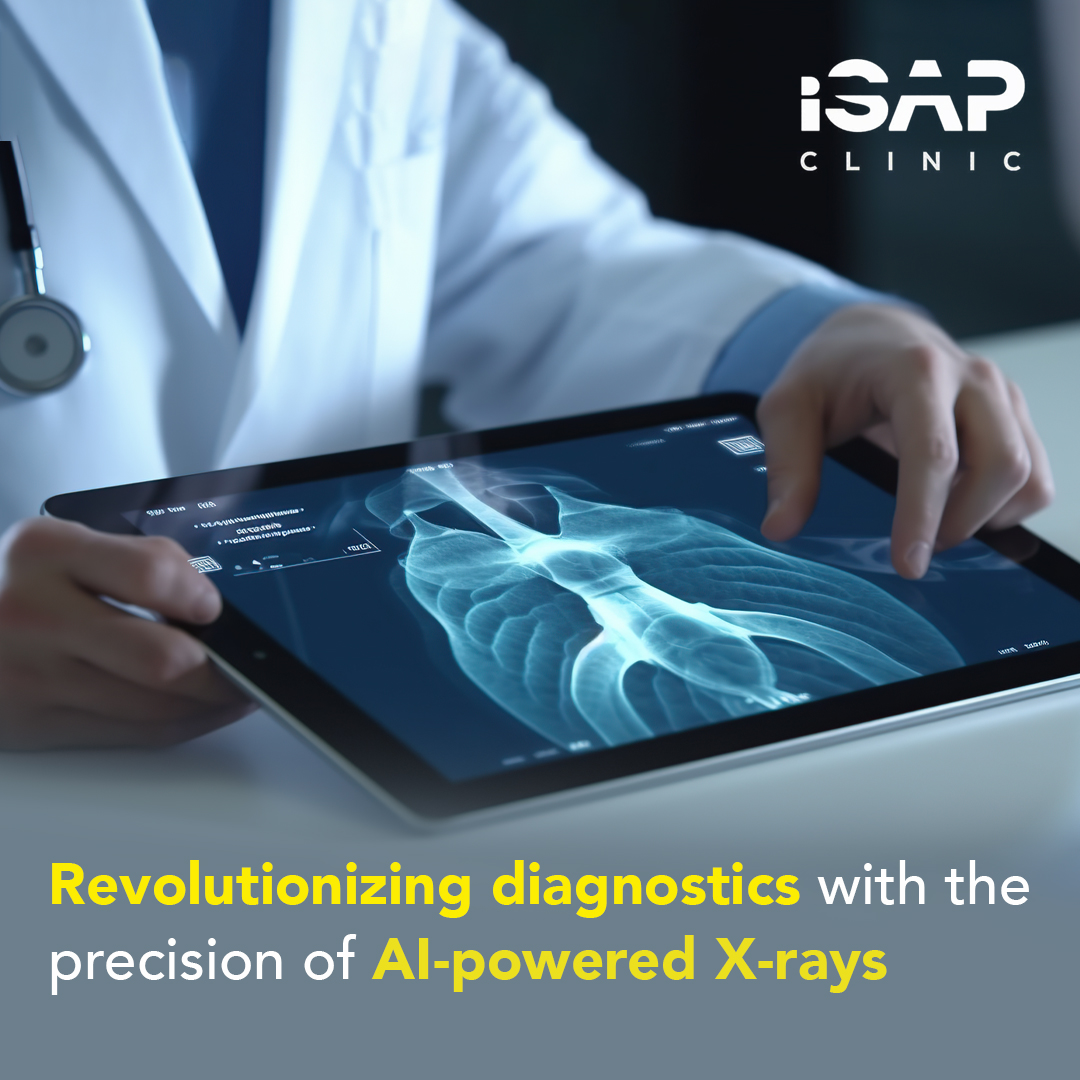 iSAP
CLINIC
Revolutionizing diagnostics with the
precision of AI-powered X-rays